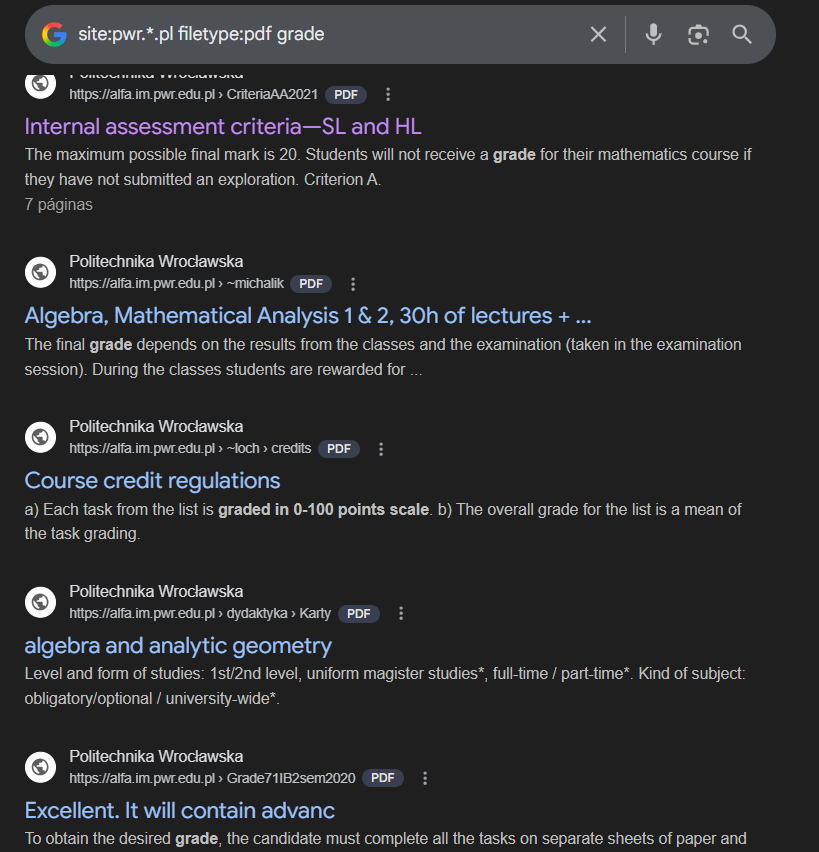 site:pwr.*.pl filetype:pdf grade
Politechnika Wrocławska
https://alfa.im.pwr.edu.pl › CriteriaAA2021 PDF
Internal assessment criteria—SL and HL
The maximum possible final mark is 20. Students will not receive a grade for their mathematics course if
they have not submitted an exploration. Criterion A.
7 páginas
Politechnika Wrocławska
https://alfa.im.pwr.edu.pl › ~michalik PDF
Algebra, Mathematical Analysis 1 & 2, 30h of lectures + ...
The final grade depends on the results from the classes and the examination (taken in the examination
session). During the classes students are rewarded for ...
Politechnika Wrocławska
https://alfa.im.pwr.edu.pl › ~loch › credits PDF
Course credit regulations
a) Each task from the list is graded in 0-100 points scale. b) The overall grade for the list is a mean of
the task grading.
Politechnika Wrocławska
https://alfa.im.pwr.edu.pl › dydaktyka › Karty PDF
algebra and analytic geometry
Level and form of studies: 1st/2nd level, uniform magister studies*, full-time / part-time*. Kind of subject:
obligatory/optional / university-wide*.
Politechnika Wrocławska
https://alfa.im.pwr.edu.pl › Grade71IB2sem2020 PDF
Excellent. It will contain advanc
To obtain the desired grade, the candidate must complete all the tasks on separate sheets of paper and